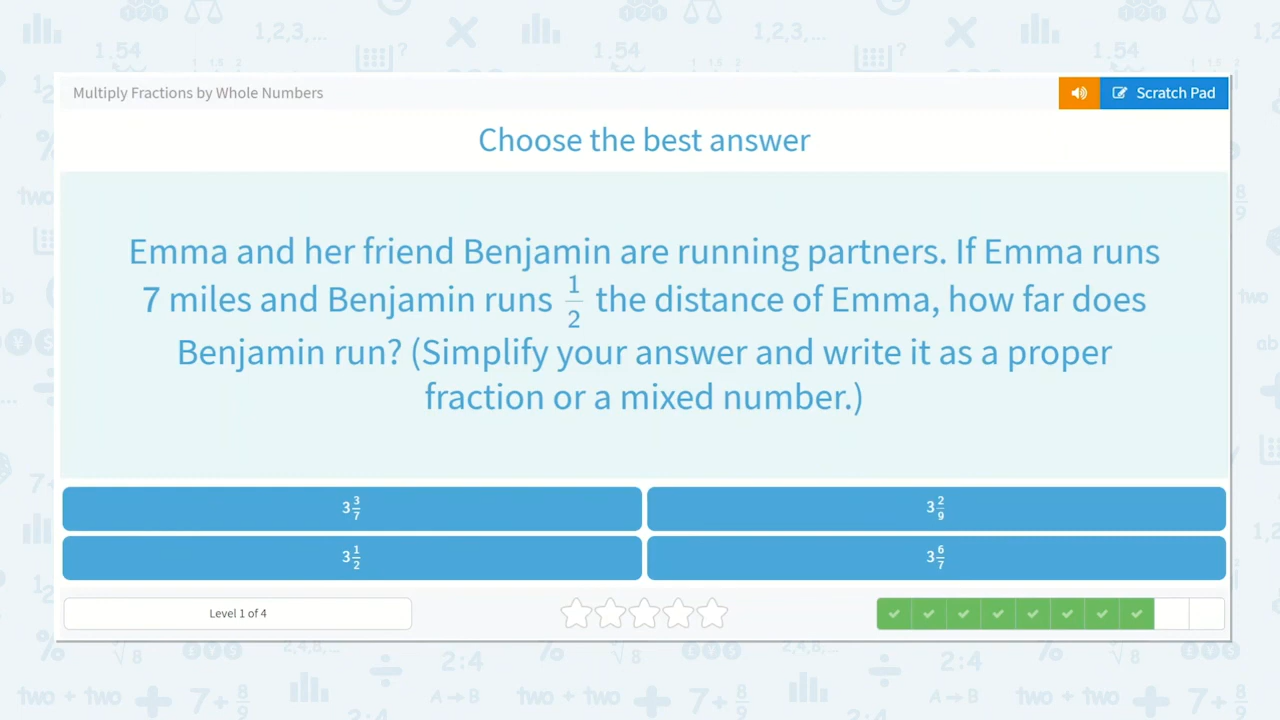 Multiply Fractions by Whole Numbers
Scratch Pad
Choose the best answer
Emma and her friend Benjamin are running partners. If Emma runs
7 miles and Benjamin runs 1/2 the distance of Emma, how far does
Benjamin run? (Simplify your answer and write it as a proper
fraction or a mixed number.)
3 3/7
3 2/9
3 1/2
3 6/7
Level 1 of 4